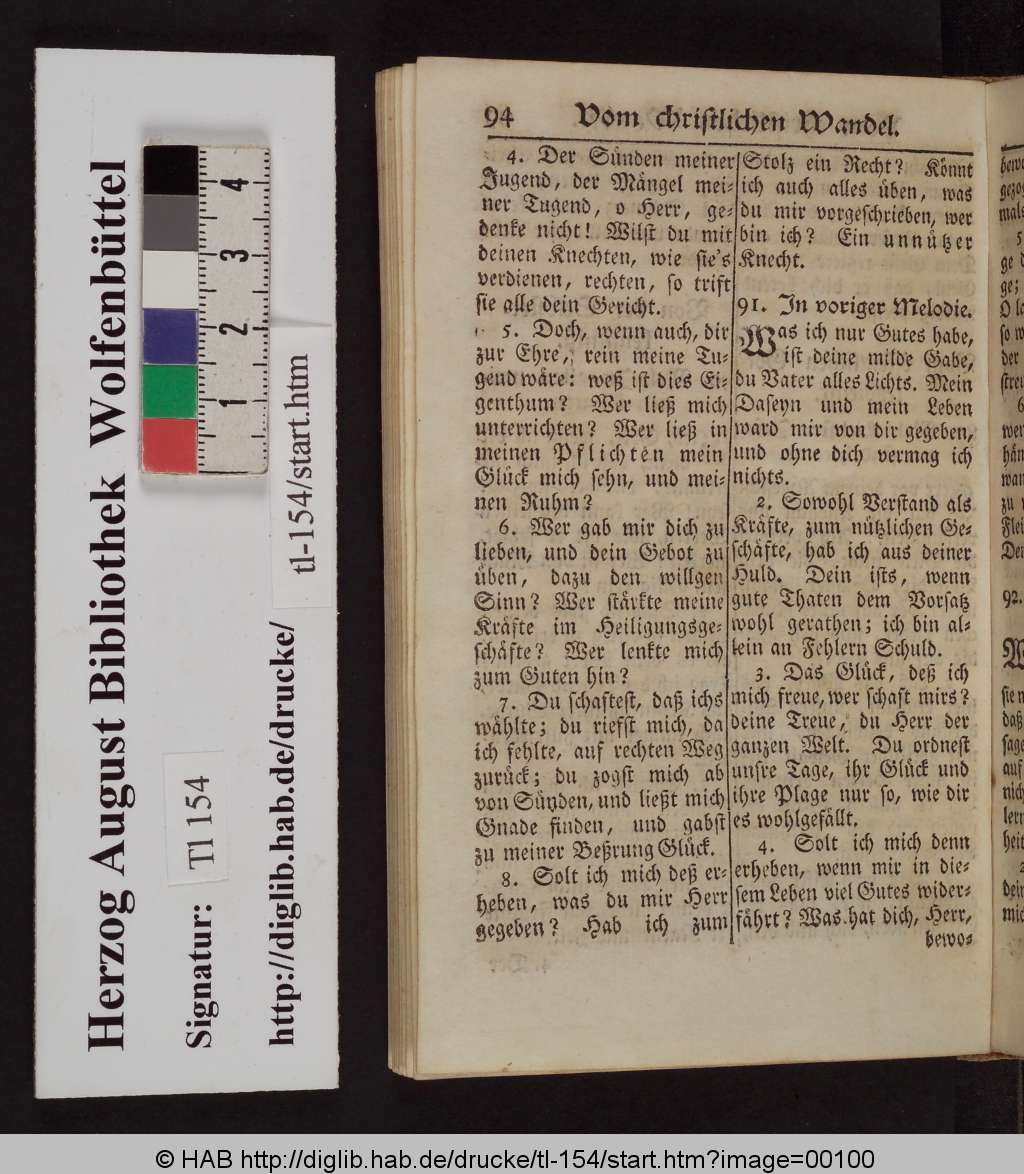 Herzog August Bibliothek Wolfenbüttel
Signatur: Tl 154
http://diglib.hab.de/drucke/
tl-154/start.htm
4
3
2
1
94 Vom christlichen Wandel.
4. Der Sünden meiner
Jugend, der Mängel mei-
ner Tugend, o Herr, ge-
denke nicht! Wilst du mit
deinen Knechten, wie sie's
verdienen, rechten, so trift
sie alle dein Gericht.
5. Doch, wenn auch, dir
zur Ehre, rein meine Tu-
gend wäre: weß ist dies Ei-
genthum? Wer ließ mich
unterrichten? Wer ließ in
meinen Pflichten mein
Glück mich sehn, und mei-
nen Ruhm?
6. Wer gab mir dich zu
lieben, und dein Gebot zu
üben, dazu den willgen
Sinn? Wer stärkte meine
Kräfte im Heiligungsge-
schäfte? Wer lenkte mich
zum Guten hin?
7. Du schaftest, daß ichs
wählte; du riefst mich, da
ich fehlte, auf rechten Weg
zurück; du zogst mich ab
von Sünden, und ließt mich
Gnade finden, und gabst
zu meiner Beßrung Glück.
8. Solt ich mich deß er-
heben, was du mir Herr
gegeben? Hab ich zum
Stolz ein Recht? Könnt
ich auch alles üben, was
du mir vorgeschrieben, wer
bin ich? Ein unnützer
Knecht.
91. In voriger Melodie.
Was ich nur Gutes habe,
ist deine milde Gabe,
du Vater alles Lichts. Mein
Daseyn und mein Leben
ward mir von dir gegeben,
und ohne dich vermag ich
nichts.
2. Sowohl Verstand als
Kräfte, zum nützlichen Ge-
schäfte, hab ich aus deiner
Huld. Dein ists, wenn
gute Thaten dem Vorsatz
wohl gerathen; ich bin al-
lein an Fehlern Schuld.
3. Das Glück, deß ich
mich freue, wer schaft mirs?
deine Treue, du Herr der
ganzen Welt. Du ordnest
unsre Tage, ihr Glück und
ihre Plage nur so, wie dir
es wohlgefällt.
4. Solt ich mich denn
erheben, wenn mir in die-
sem Leben viel Gutes wider-
fährt? Was hat dich, Herr,
bewo-
92.
© HAB http://diglib.hab.de/drucke/tl-154/start.htm?image=00100